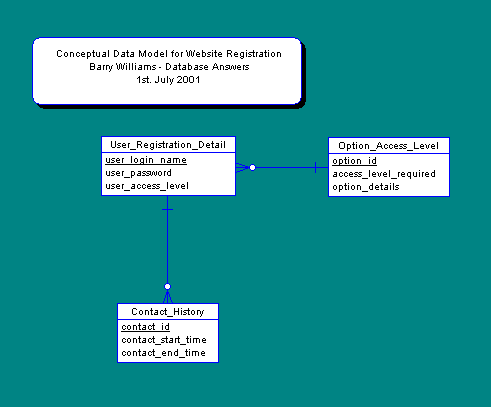 Conceptual Data Model for Website Registration
Barry Williams - Database Answers
1st. July 2001
User_Registration_Detail
user_login_name
user_password
user_access_level
Option_Access_Level
option_id
access_level_required
option_details
Contact_History
contact_id
contact_start_time
contact_end_time